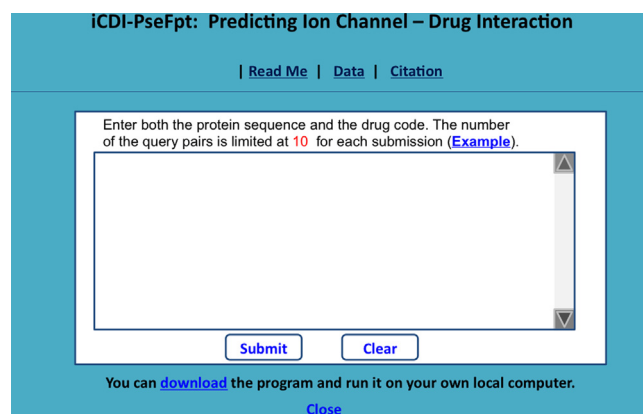 iCDI-PseFpt: Predicting Ion Channel – Drug Interaction
| Read Me | Data | Citation
Enter both the protein sequence and the drug code. The number
of the query pairs is limited at 10 for each submission (Example).
Submit Clear
You can download the program and run it on your own local computer.
Close